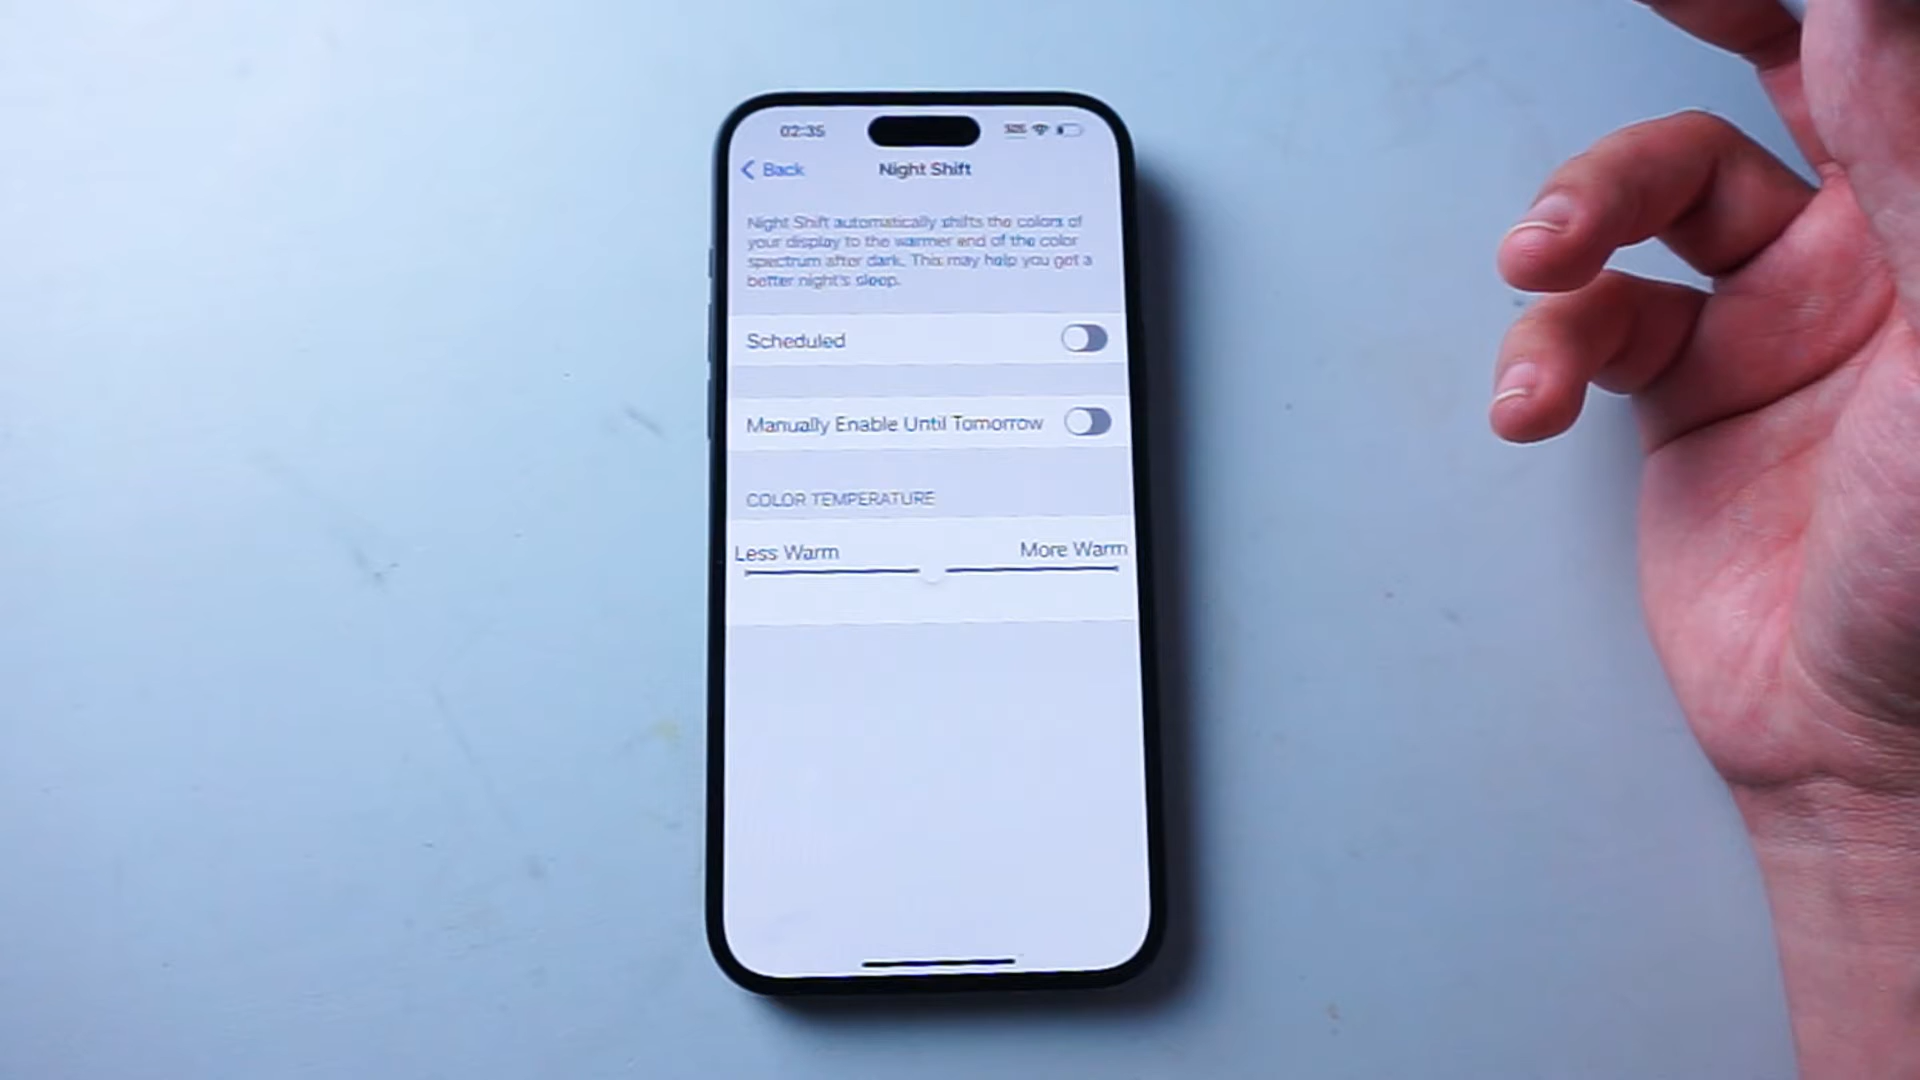 02:35
SOS
Back
Night Shift
Night Shift automatically shifts the colors of
your display to the warmer end of the color
spectrum after dark. This may help you get a
better night's sleep.
Scheduled
Manually Enable Until Tomorrow
COLOR TEMPERATURE
Less Warm
More Warm